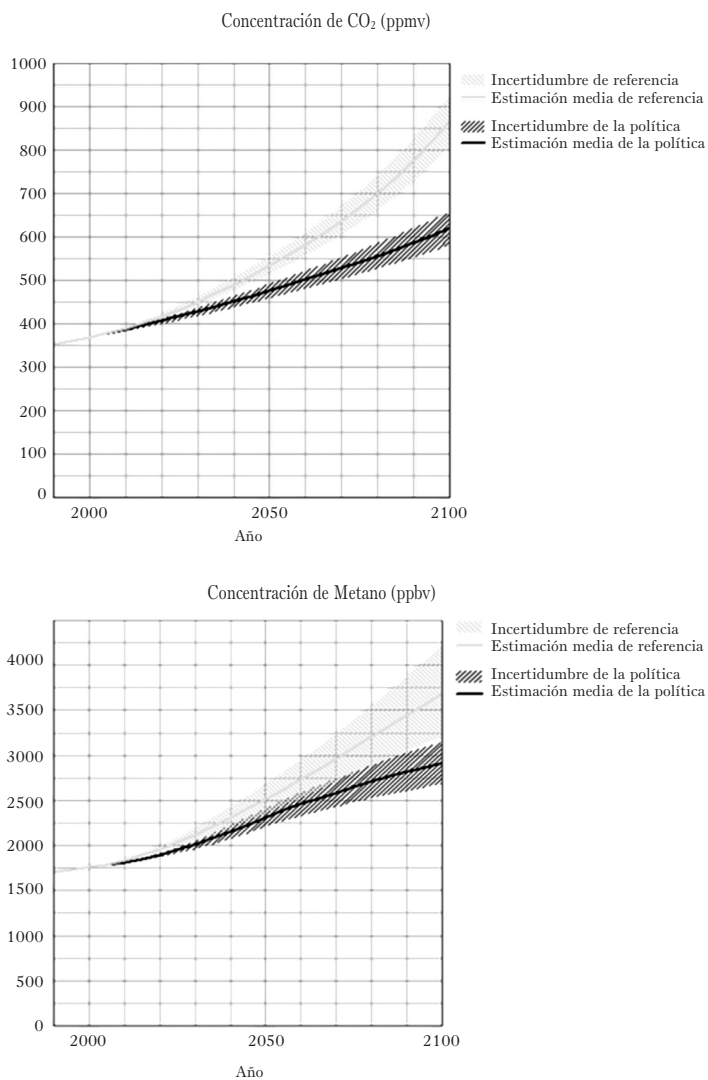 Concentración de CO₂ (ppmv)
1000
900
800
700
600
500
400
300
200
100
0
2000 2050 2100
Año
Incertidumbre de referencia
Estimación media de referencia
Incertidumbre de la política
Estimación media de la política
Concentración de Metano (ppbv)
4000
3500
3000
2500
2000
1500
1000
500
0
2000 2050 2100
Año
Incertidumbre de referencia
Estimación media de referencia
Incertidumbre de la política
Estimación media de la política